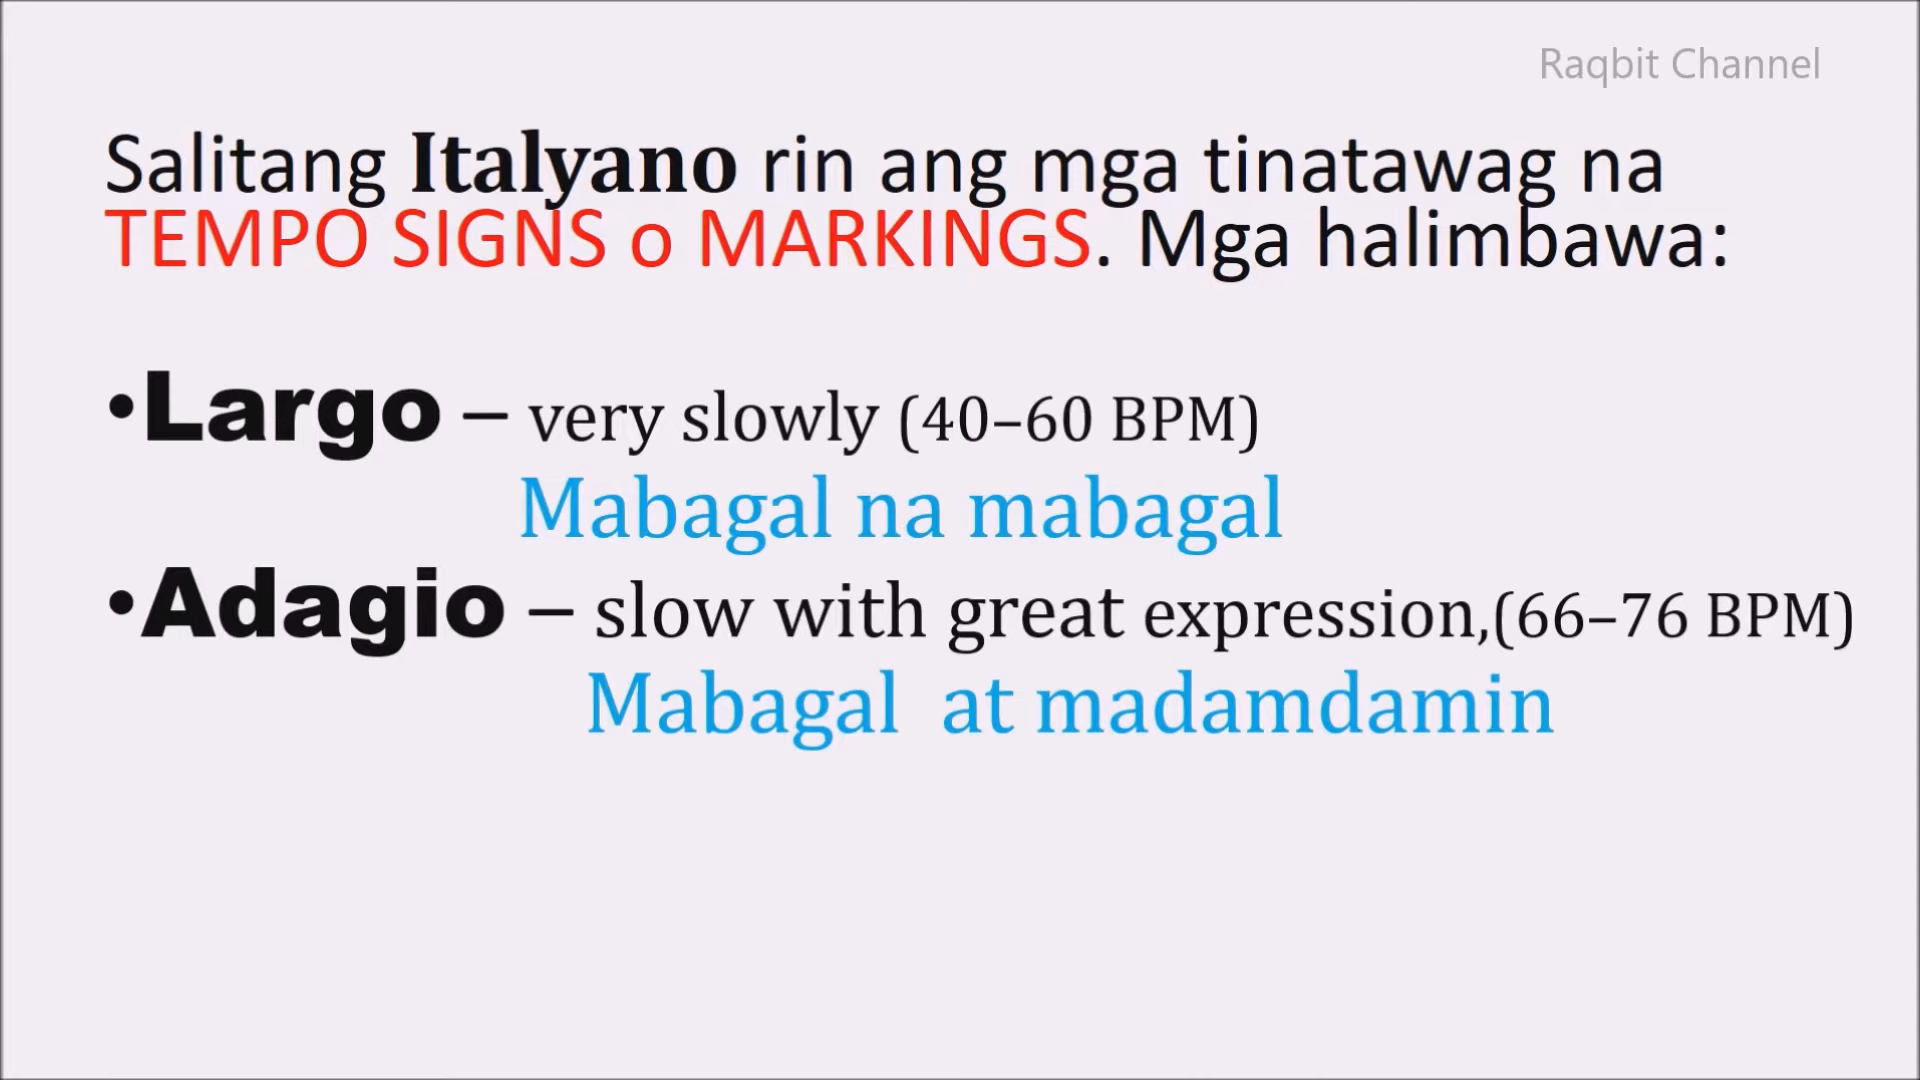 Raqbit Channel
Salitang Italyano rin ang mga tinatawag na
TEMPO SIGNS o MARKINGS. Mga halimbawa:
•Largo – very slowly (40–60 BPM)
Mabagal na mabagal
•Adagio – slow with great expression,(66–76 BPM)
Mabagal at madamdamin